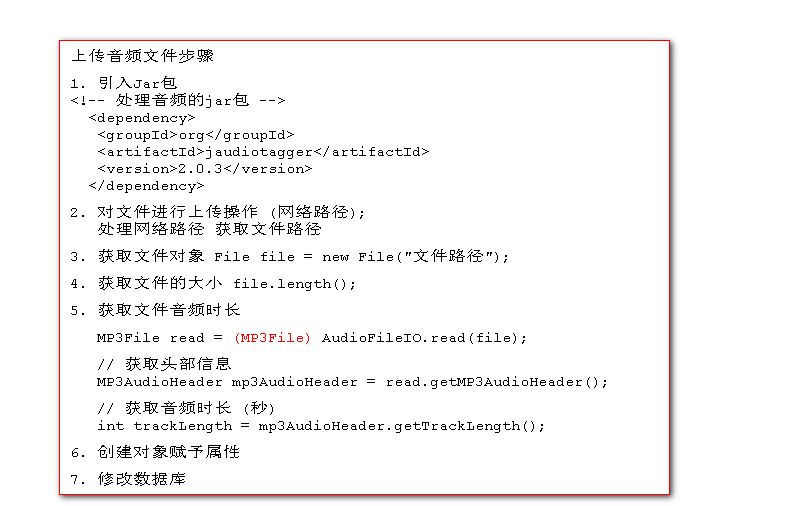 上传音频文件步骤
1. 引入Jar包
<!-- 处理音频的jar包 -->
<dependency>
<groupId>org</groupId>
<artifactId>jaudiotagger</artifactId>
<version>2.0.3</version>
</dependency>
2. 对文件进行上传操作 (网络路径);
处理网络路径 获取文件路径
3. 获取文件对象 File file = new File("文件路径");
4. 获取文件的大小 file.length();
5. 获取文件音频时长
MP3File read = (MP3File) AudioFileIO.read(file);
// 获取头部信息
MP3AudioHeader mp3AudioHeader = read.getMP3AudioHeader();
// 获取音频时长 (秒)
int trackLength = mp3AudioHeader.getTrackLength();
6. 创建对象赋予属性
7. 修改数据库